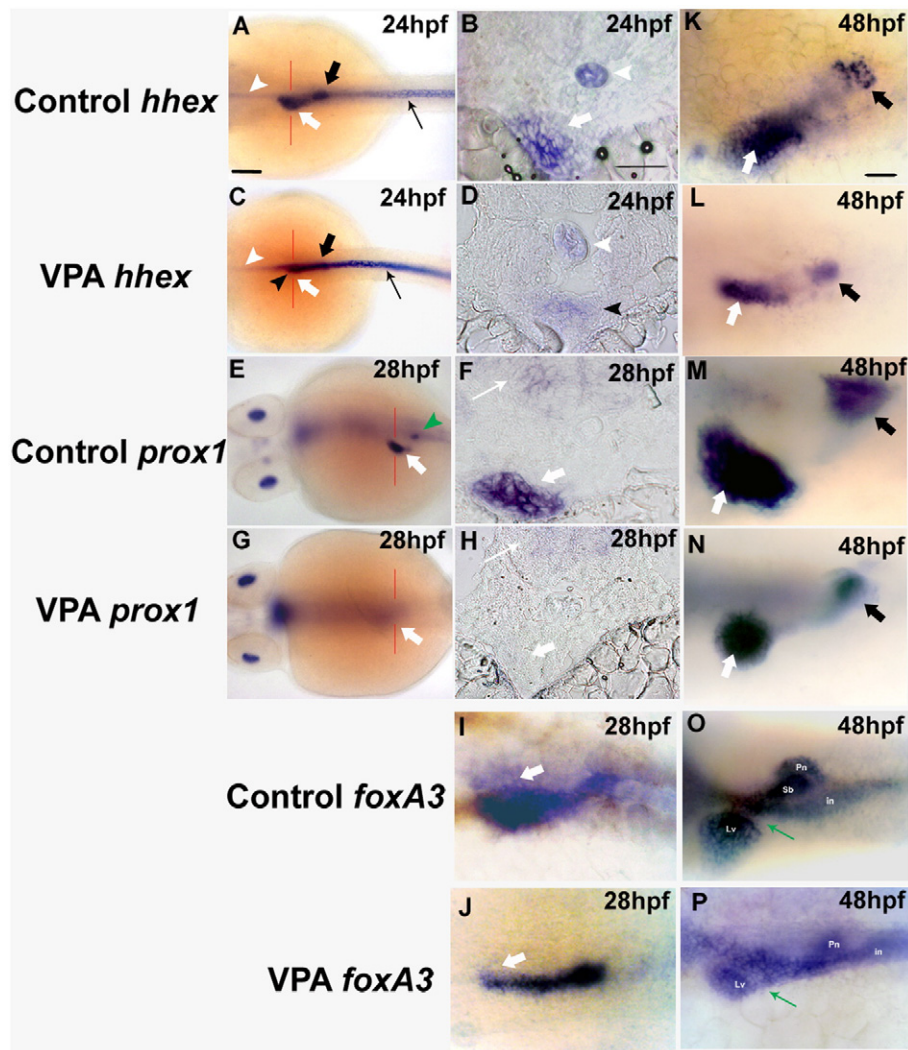 A 24hpf B 24hpf K 48hpf
Control hhex
C 24hpf D 24hpf L 48hpf
VPA hhex
E 28hpf F 28hpf M 48hpf
Control prox1
G 28hpf H 28hpf N 48hpf
VPA prox1
I 28hpf O 48hpf
Pn
Sb
in
Control foxA3
Lv
J 28hpf P 48hpf
Pn
in
VPA foxA3
Lv